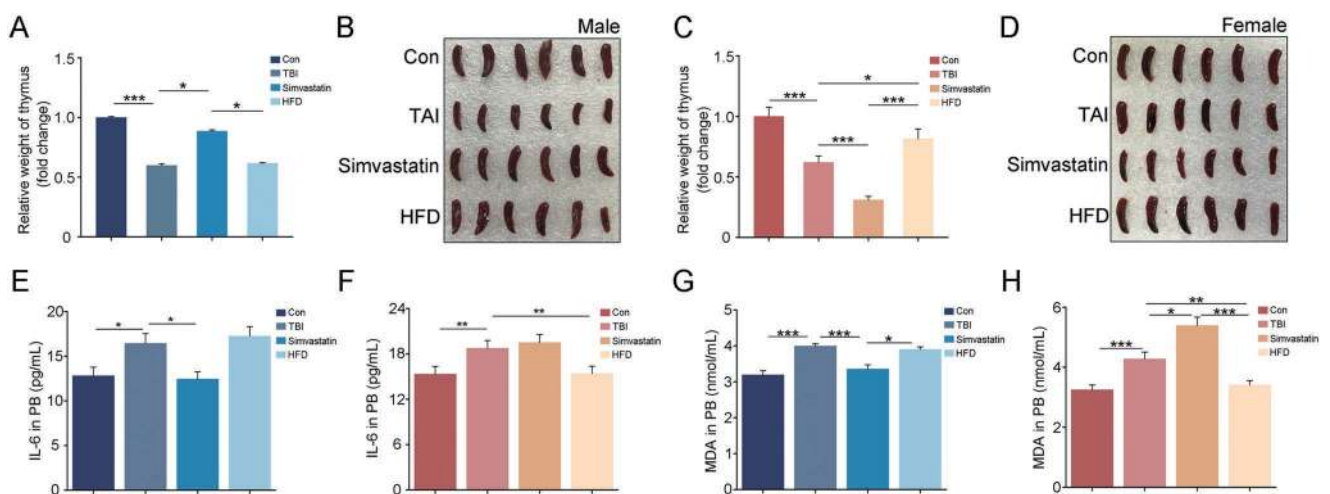 A
Relative weight of thymus
(fold change)
1.5
1.0
0.5
0
***
*
*
Con
TBI
Simvastatin
HFD
B
Male
Con
TAI
Simvastatin
HFD
C
Relative weight of thymus
(fold change)
1.5
1.0
0.5
0
***
***
*
***
Con
TBI
Simvastatin
HFD
D
Female
Con
TAI
Simvastatin
HFD
E
IL-6 in PB (pg/mL)
20
15
10
5
0
*
*
Con
TBI
Simvastatin
HFD
F
IL-6 in PB (pg/mL)
24
18
12
6
0
**
**
Con
TBI
Simvastatin
HFD
G
MDA in PB (nmol/mL)
5
4
3
2
1
0
***
***
*
Con
TBI
Simvastatin
HFD
H
MDA in PB (nmol/mL)
6
4
2
0
***
**
*
***
Con
TBI
Simvastatin
HFD